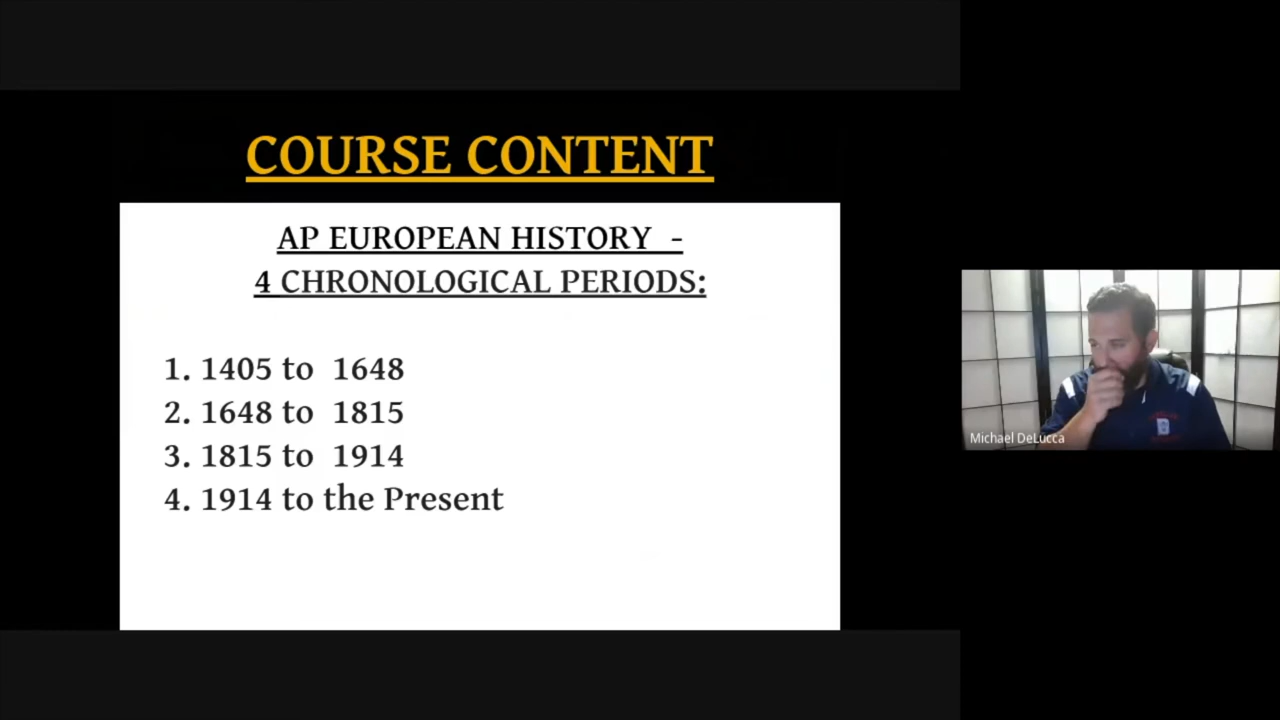 COURSE CONTENT
AP EUROPEAN HISTORY -
4 CHRONOLOGICAL PERIODS:
1. 1405 to 1648
2. 1648 to 1815
3. 1815 to 1914
4. 1914 to the Present
Michael DeLucca
B